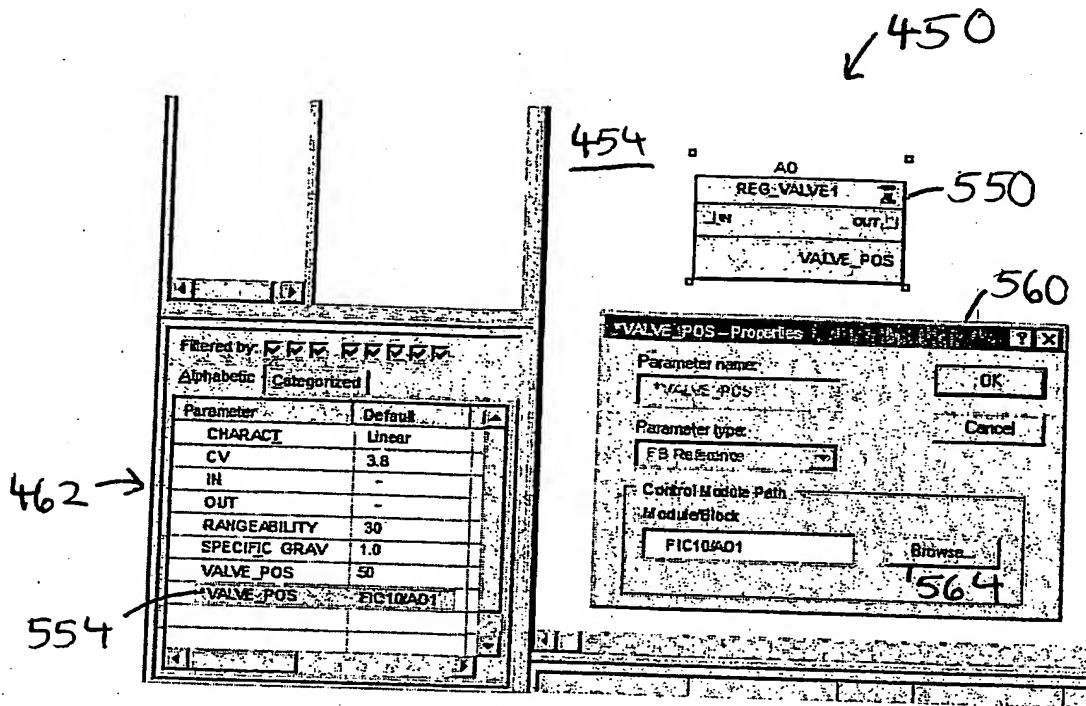 450
454
AO
REG_VALVE1
550
IN OUT
VALVE_POS
560
*VALVE_POS – Properties ? X
Parameter name:
*VALVE_POS
OK
Parameter type:
Cancel
FB Reference
Control Module Path
Module/Block
FIC10/AO1
Browse...
564
Filtered by:
Alphabetic Categorized
Parameter Default
CHARACT Linear
CV 3.8
462
IN -
OUT -
RANGEABILITY 30
SPECIFIC GRAV 1.0
VALVE_POS 50
*VALVE_POS FIC10/AO1
554